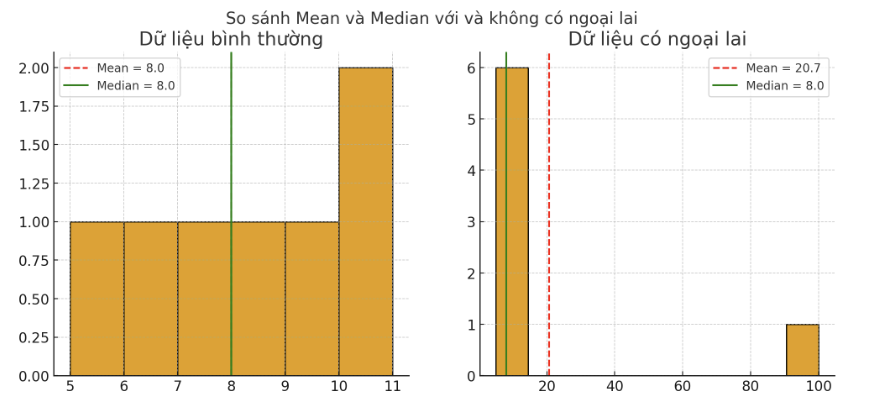 So sánh Mean và Median với và không có ngoại lai
Dữ liệu bình thường
Mean = 8.0
Median = 8.0
2.00
1.75
1.50
1.25
1.00
0.75
0.50
0.25
0.00
5 6 7 8 9 10 11
Dữ liệu có ngoại lai
Mean = 20.7
Median = 8.0
6
5
4
3
2
1
0
20 40 60 80 100